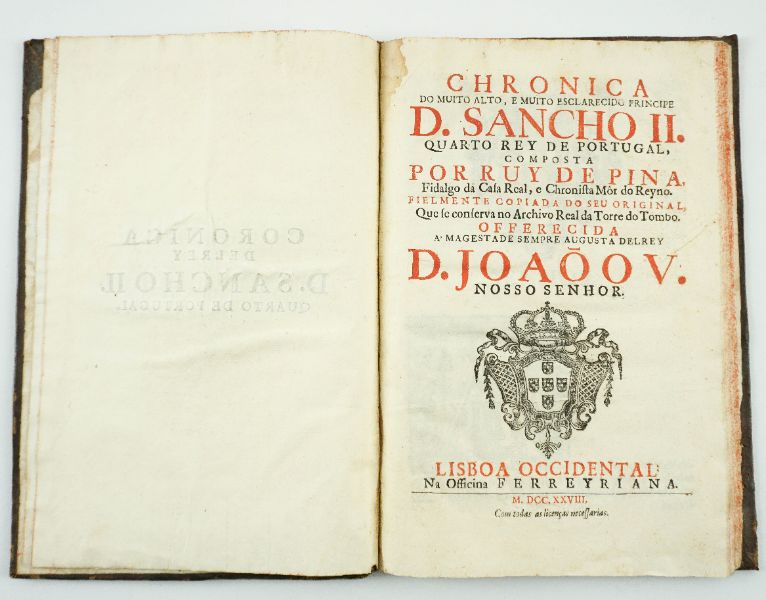 CORONICA
DELREY
D. SANCHO II.
QUARTO DE PORTUGAL.
CHRONICA
DO MUITO ALTO, E MUITO ESCLARECIDO PRINCIPE
D. SANCHO II.
QUARTO REY DE PORTUGAL,
COMPOSTA
POR RUY DE PINA,
Fidalgo da Caſa Real, e Chroniſta Mòr do Reyno.
FIELMENTE COPIADA DO SEU ORIGINAL,
Que ſe conſerva no Archivo Real da Torre do Tombo.
OFFERECIDA
A' MAGESTADE SEMPRE AUGUSTA DELREY
D. JOAÕ O V.
NOSSO SENHOR.
LISBOA OCCIDENTAL
Na Officina FERREYRIANA.
M. DCC. XXVIII.
Com todas as licenças neceſſarias.